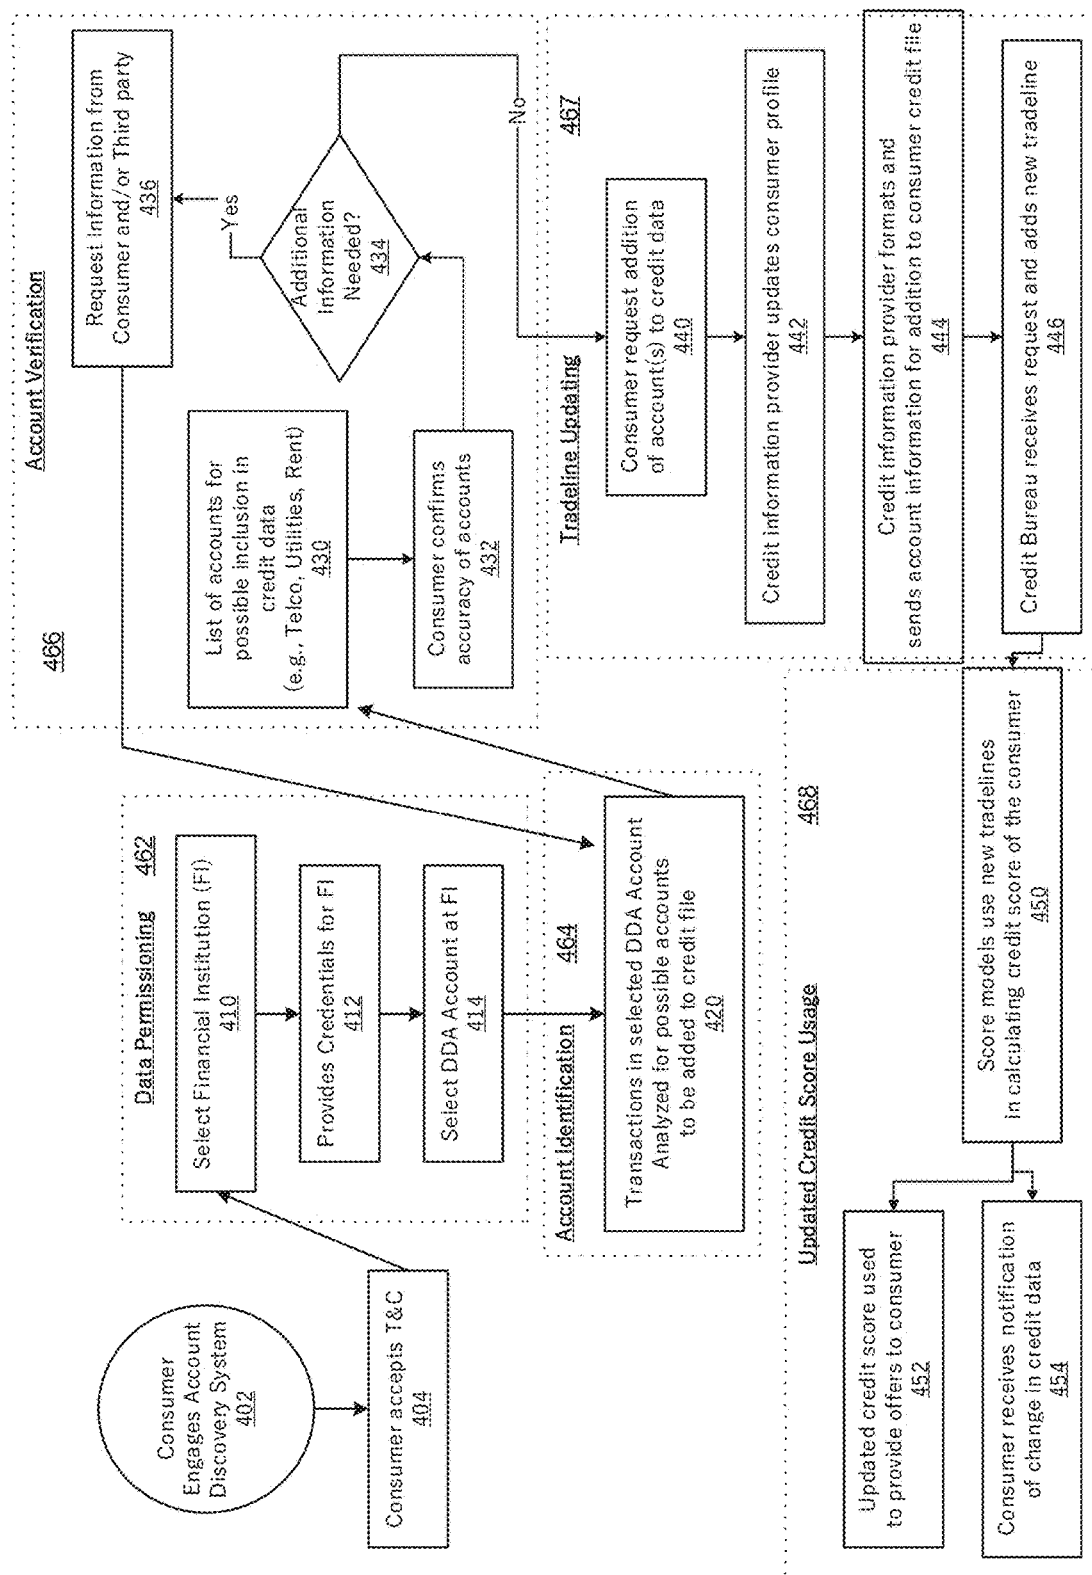 Consumer
Engages Account
Discovery System
402
Consumer accepts T&C
404
Data Permissioning
462
Select Financial Institution (FI)
410
Provides Credentials for FI
412
Select DDA Account at FI
414
Account Identification
464
Transactions in selected DDA Account
Analyzed for possible accounts
to be added to credit file
420
466
Account Verification
List of accounts for
possible inclusion in
credit data
(e.g., Telco, Utilities, Rent)
430
Consumer confirms
accuracy of accounts
432
Additional
Information
Needed?
434
Yes
No
Request Information from
Consumer and/or Third party
436
Tradeline Updating
467
Consumer request addition
of account(s) to credit data
440
Credit information provider updates consumer profile
442
Credit information provider formats and
sends account information for addition to consumer credit file
444
Credit Bureau receives request and adds new tradeline
446
Updated Credit Score Usage
468
Score models use new tradelines
in calculating credit score of the consumer
450
Updated credit score used
to provide offers to consumer
452
Consumer receives notification
of change in credit data
454